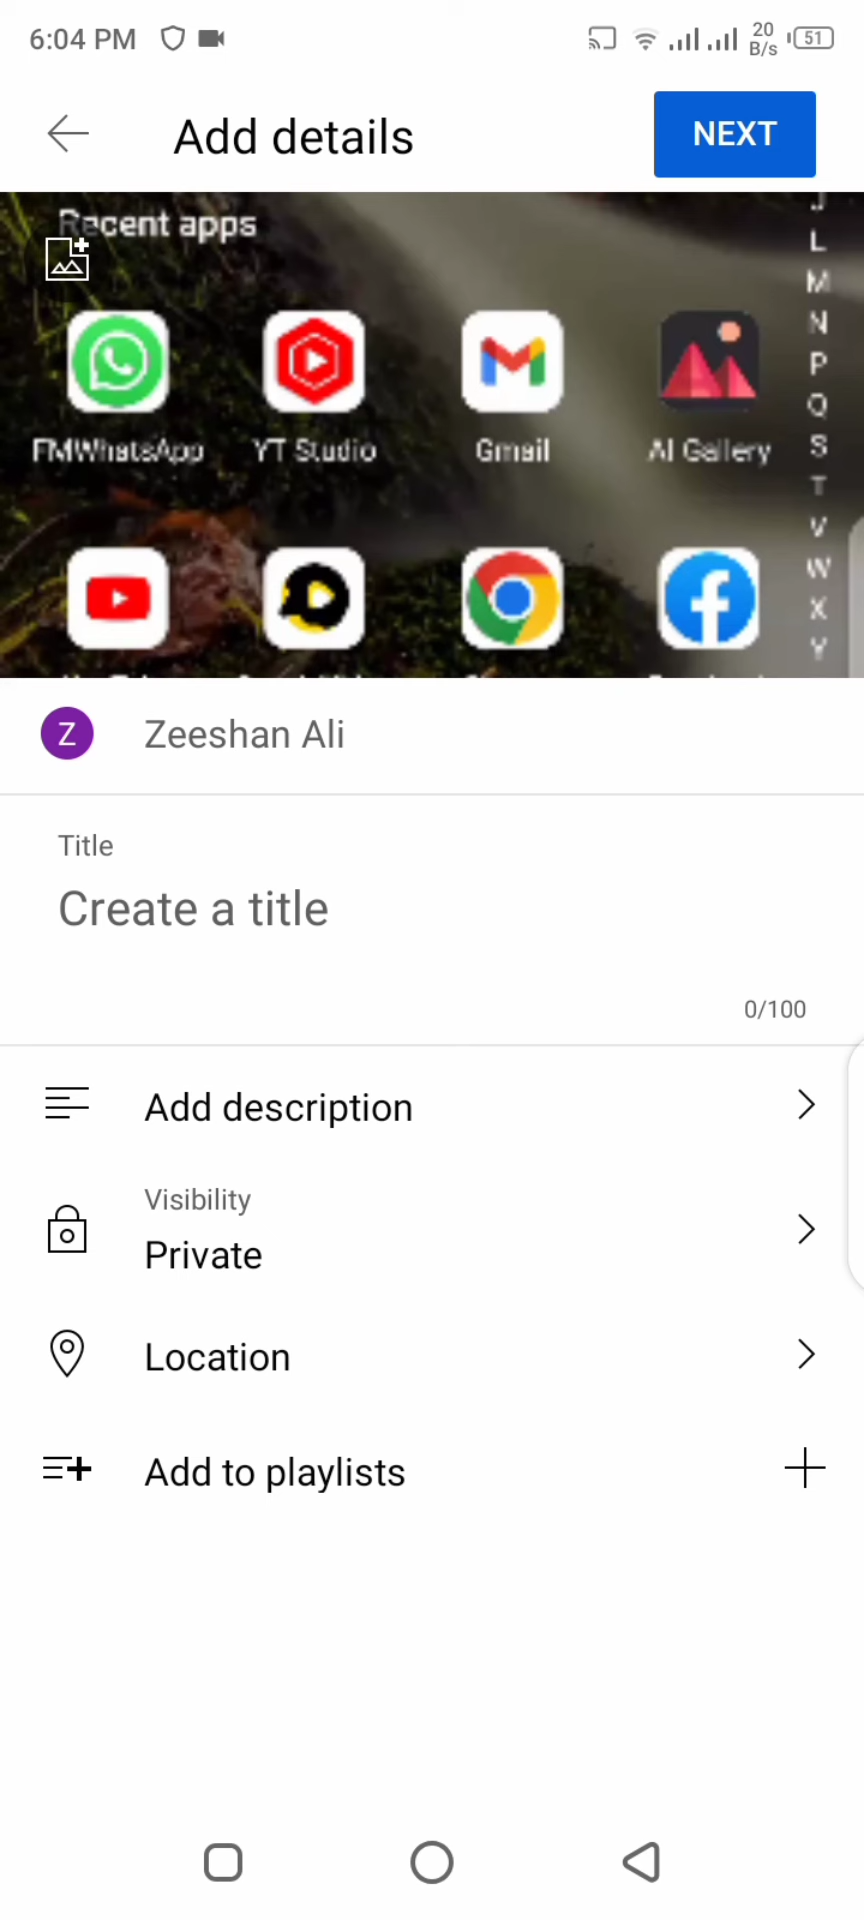 6:04 PM
20
B/s
51
Add details
NEXT
Recent apps
L
M
N
P
Q
S
T
V
W
X
Y
FMWhatsApp
YT Studio
Gmail
AI Gallery
Z
Zeeshan Ali
Title
Create a title
0/100
Add description
Visibility
Private
Location
Add to playlists